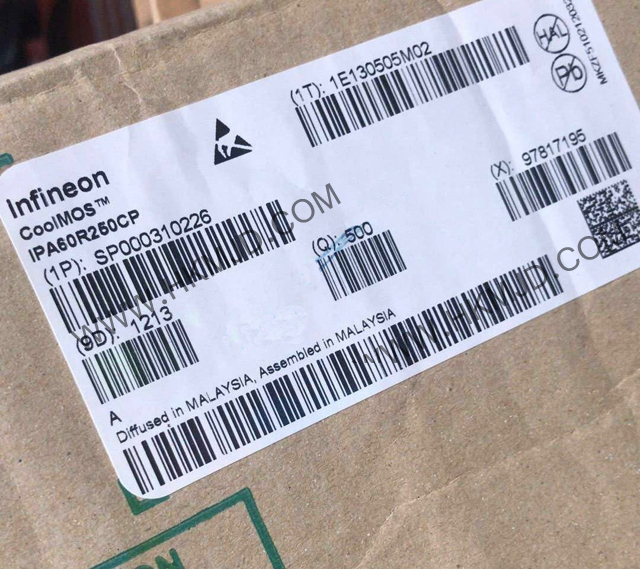 Infineon
CoolMOS™
IPA60R250CP
(1P): SP000310226
(9D): 1213
(Q): 500
(1T): 1E130505M02
(X): 97817195
HAL
Pb
A
Diffused in MALAYSIA, Assembled in MALAYSIA
WWW.HKMJD.COM
WWW.HKMJD.COM